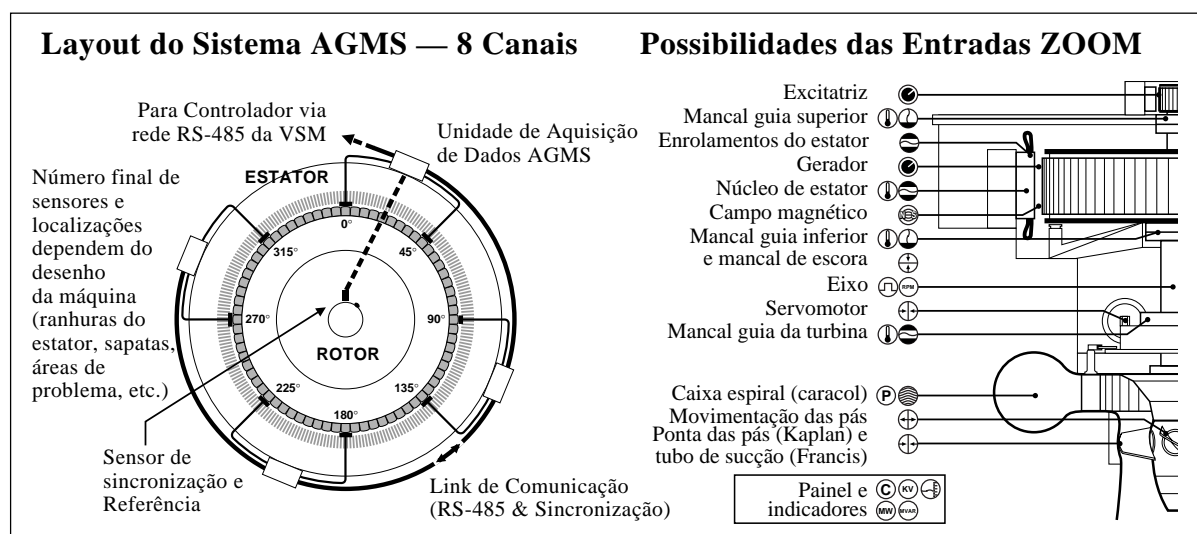 Layout do Sistema AGMS — 8 Canais
Para Controlador via
rede RS-485 da VSM
Unidade de Aquisição
de Dados AGMS
Número final de
sensores e
localizações
dependem do
desenho
da máquina
(ranhuras do
estator, sapatas,
áreas de
problema, etc.)
ESTATOR
0°
45°
90°
135°
180°
225°
270°
315°
ROTOR
Sensor de
sincronização e
Referência
Link de Comunicação
(RS-485 & Sincronização)
Possibilidades das Entradas ZOOM
Excitatriz
Mancal guia superior
Enrolamentos do estator
Gerador
Núcleo de estator
Campo magnético
Mancal guia inferior
e mancal de escora
Eixo RPM
Servomotor
Mancal guia da turbina
Caixa espiral (caracol) P
Movimentação das pás
Ponta das pás (Kaplan) e
tubo de sucção (Francis)
Painel e C KV
indicadores MW MVAR